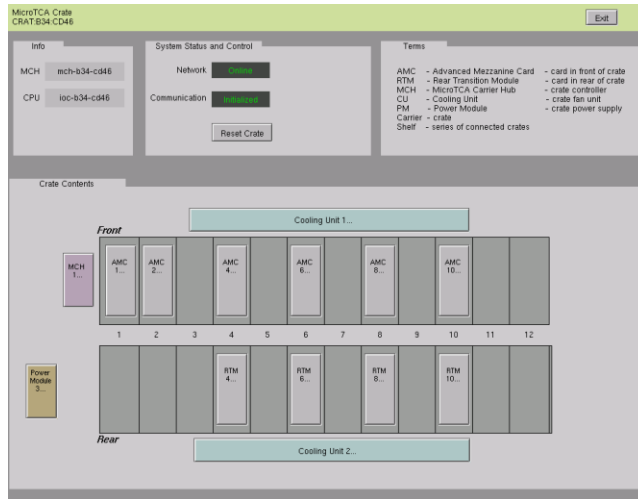 MicroTCA Crate
CRAT:B34:CD46
Exit
Info
MCH mch-b34-cd46
CPU ioc-b34-cd46
System Status and Control
Network Online
Communication Initialized
Reset Crate
Terms
AMC - Advanced Mezzanine Card - card in front of crate
RTM - Rear Transition Module - card in rear of crate
MCH - MicroTCA Carrier Hub - crate controller
CU - Cooling Unit - crate fan unit
PM - Power Module - crate power supply
Carrier - crate
Shelf - series of connected crates
Crate Contents
Cooling Unit 1...
Front
MCH
1...
AMC
1...
AMC
2...
AMC
4...
AMC
6...
AMC
8...
AMC
10...
1 2 3 4 5 6 7 8 9 10 11 12
Power
Module
3...
RTM
4...
RTM
6...
RTM
8...
RTM
10...
Rear
Cooling Unit 2...